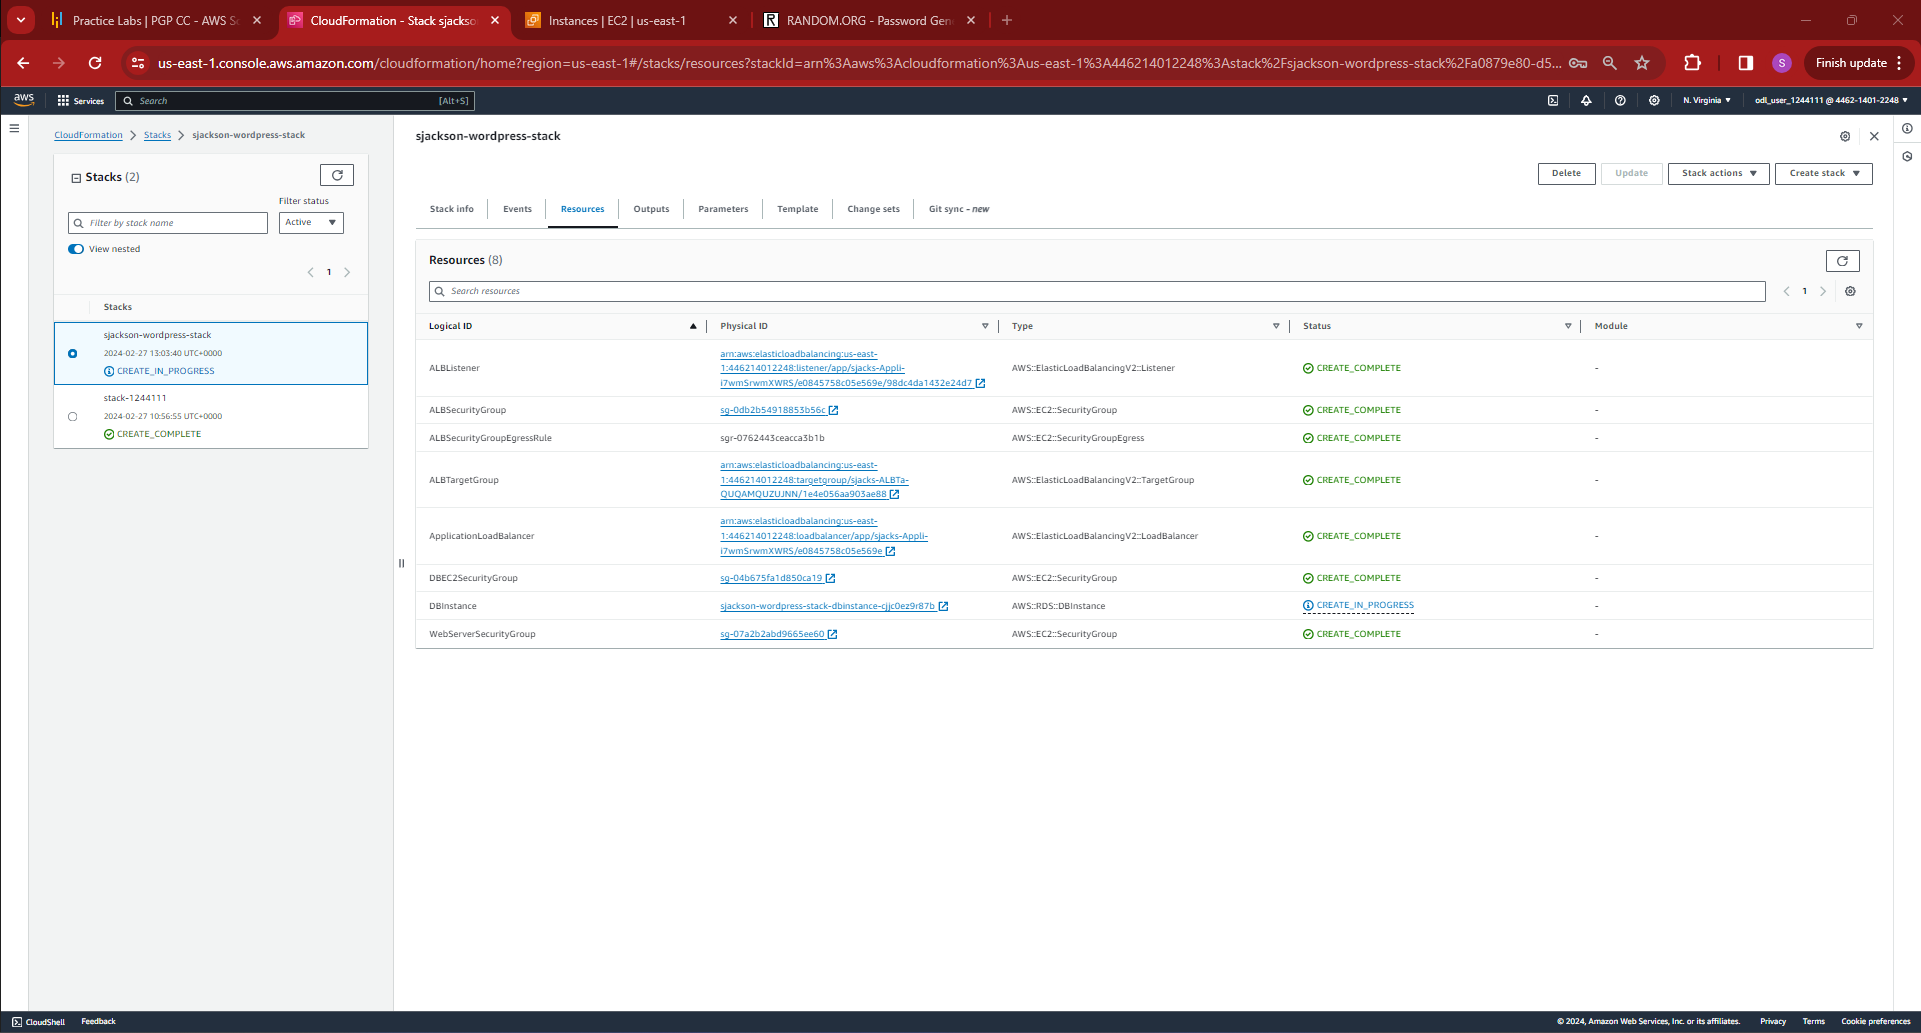 Practice Labs | PGP CC - AWS So
CloudFormation - Stack sjackso
Instances | EC2 | us-east-1
RANDOM.ORG - Password Gen
us-east-1.console.aws.amazon.com/cloudformation/home?region=us-east-1#/stacks/resources?stackId=arn%3Aaws%3Acloudformation%3Aus-east-1%3A446214012248%3Astack%2Fsjackson-wordpress-stack%2Fa0879e80-d5...
S
Finish update
aws
Services
Search
[Alt+S]
N. Virginia
odl_user_1244111 @ 4462-1401-2248
CloudFormation
Stacks
sjackson-wordpress-stack
Stacks (2)
Filter status
Filter by stack name
Active
View nested
1
Stacks
sjackson-wordpress-stack
2024-02-27 13:03:40 UTC+0000
CREATE_IN_PROGRESS
stack-1244111
2024-02-27 10:56:55 UTC+0000
CREATE_COMPLETE
sjackson-wordpress-stack
Delete
Update
Stack actions
Create stack
Stack info
Events
Resources
Outputs
Parameters
Template
Change sets
Git sync - new
Resources (8)
Search resources
1
Logical ID
Physical ID
Type
Status
Module
ALBListener
arn:aws:elasticloadbalancing:us-east-
1:446214012248:listener/app/sjacks-Appli-
i7wmSrwmXWRS/e0845758c05e569e/98dc4da1432e24d7
AWS::ElasticLoadBalancingV2::Listener
CREATE_COMPLETE
-
ALBSecurityGroup
sg-0db2b54918853b56c
AWS::EC2::SecurityGroup
CREATE_COMPLETE
-
ALBSecurityGroupEgressRule
sgr-0762443ceacca3b1b
AWS::EC2::SecurityGroupEgress
CREATE_COMPLETE
-
ALBTargetGroup
arn:aws:elasticloadbalancing:us-east-
1:446214012248:targetgroup/sjacks-ALBTa-
QUQAMQUZUJNN/1e4e056aa903ae88
AWS::ElasticLoadBalancingV2::TargetGroup
CREATE_COMPLETE
-
ApplicationLoadBalancer
arn:aws:elasticloadbalancing:us-east-
1:446214012248:loadbalancer/app/sjacks-Appli-
i7wmSrwmXWRS/e0845758c05e569e
AWS::ElasticLoadBalancingV2::LoadBalancer
CREATE_COMPLETE
-
DBEC2SecurityGroup
sg-04b675fa1d850ca19
AWS::EC2::SecurityGroup
CREATE_COMPLETE
-
DBInstance
sjackson-wordpress-stack-dbinstance-cjjc0ez9r87b
AWS::RDS::DBInstance
CREATE_IN_PROGRESS
-
WebServerSecurityGroup
sg-07a2b2abd9665ee60
AWS::EC2::SecurityGroup
CREATE_COMPLETE
-
CloudShell
Feedback
© 2024, Amazon Web Services, Inc. or its affiliates.
Privacy
Terms
Cookie preferences